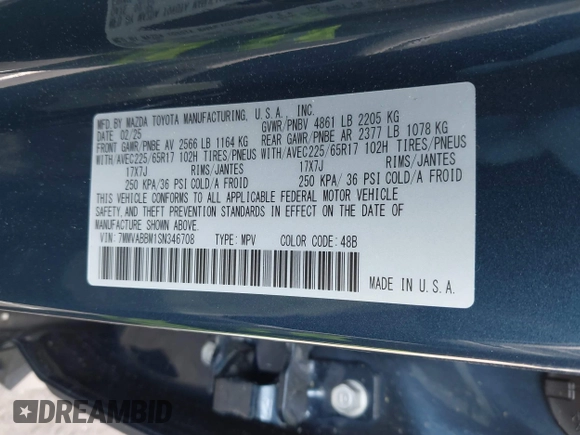 MFD. BY MAZDA TOYOTA MANUFACTURING, U.S.A., INC.
DATE 02/25 GVWR/PNBV 4861 LB 2205 KG
FRONT GAWR/PNBE AV 2566 LB 1164 KG REAR GAWR/PNBE AR 2377 LB 1078 KG
WITH/AVEC225/65R17 102H TIRES/PNEUS WITH/AVEC225/65R17 102H TIRES/PNEUS
17X7J RIMS/JANTES 17X7J RIMS/JANTES
250 KPA/ 36 PSI COLD/A FROID 250 KPA/ 36 PSI COLD/A FROID
THIS VEHICLE CONFORMS TO ALL APPLICABLE FEDERAL MOTOR VEHICLE
SAFETY, AND THEFT PREVENTION STANDARDS IN EFFECT ON THE DATE OF
MANUFACTURE SHOWN ABOVE.
VIN: 7MMVABBM1SN346708 TYPE: MPV COLOR CODE: 48B
MADE IN U.S.A.
DREAMBID